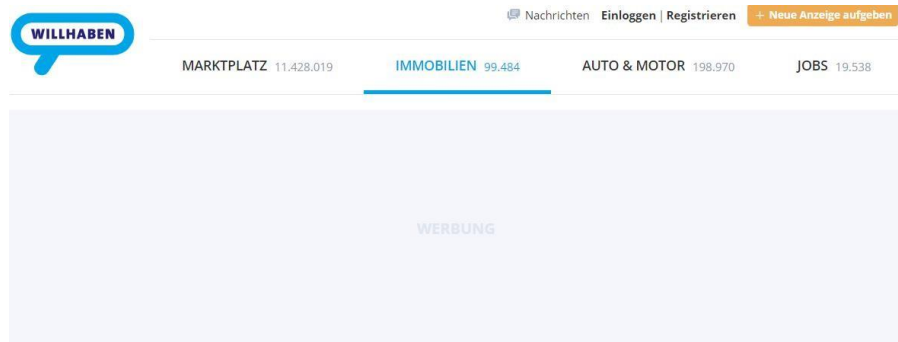 Nachrichten Einloggen | Registrieren + Neue Anzeige aufgeben
WILLHABEN
MARKTPLATZ 11.428.019 IMMOBILIEN 99.484 AUTO & MOTOR 198.970 JOBS 19.538
WERBUNG